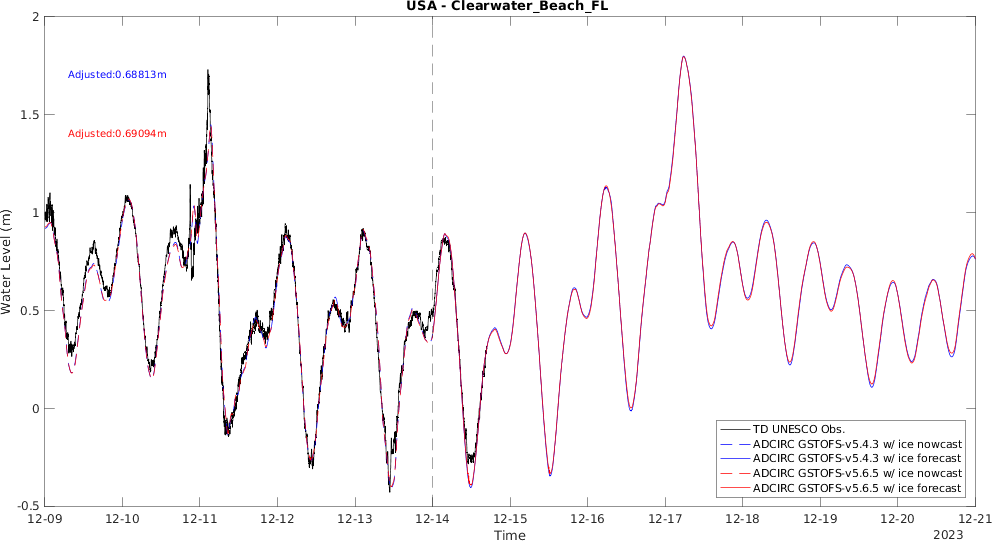 USA - Clearwater_Beach_FL
Water Level (m)
2
1.5
1
0.5
0
-0.5
Adjusted:0.68813m
Adjusted:0.69094m
TD UNESCO Obs.
ADCIRC GSTOFS-v5.4.3 w/ ice nowcast
ADCIRC GSTOFS-v5.4.3 w/ ice forecast
ADCIRC GSTOFS-v5.6.5 w/ ice nowcast
ADCIRC GSTOFS-v5.6.5 w/ ice forecast
12-09 12-10 12-11 12-12 12-13 12-14 12-15 12-16 12-17 12-18 12-19 12-20 12-21
Time
2023